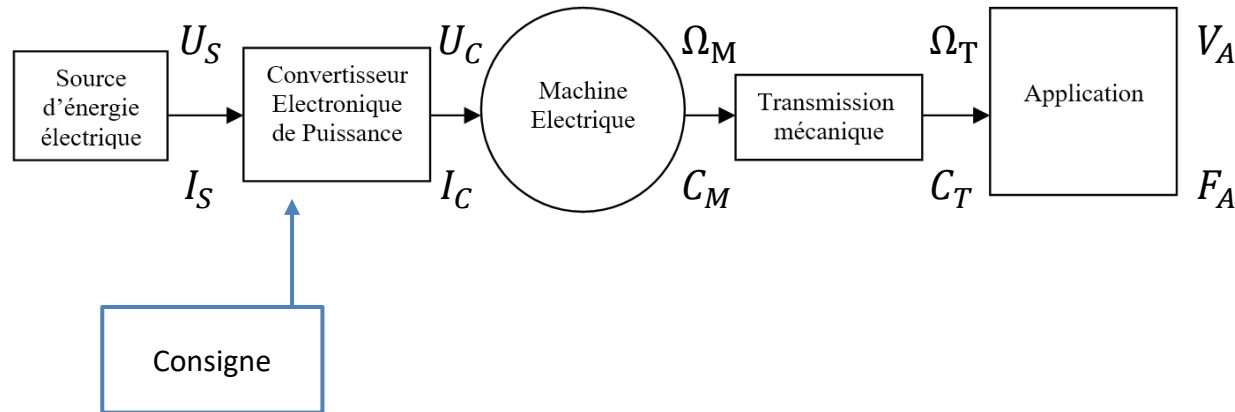 U_S
U_C
Ω_M
Ω_T
V_A
Source
d’énergie
électrique
Convertisseur
Electronique
de Puissance
Machine
Electrique
Transmission
mécanique
Application
I_S
I_C
C_M
C_T
F_A
Consigne